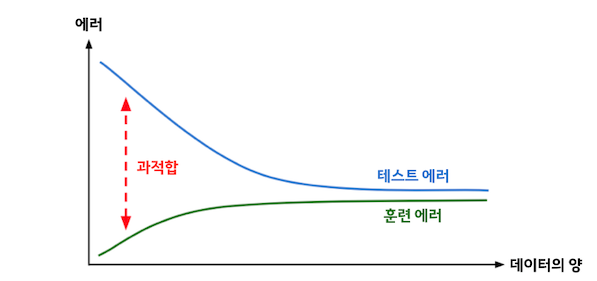 에러
과적합
테스트 에러
훈련 에러
데이터의 양